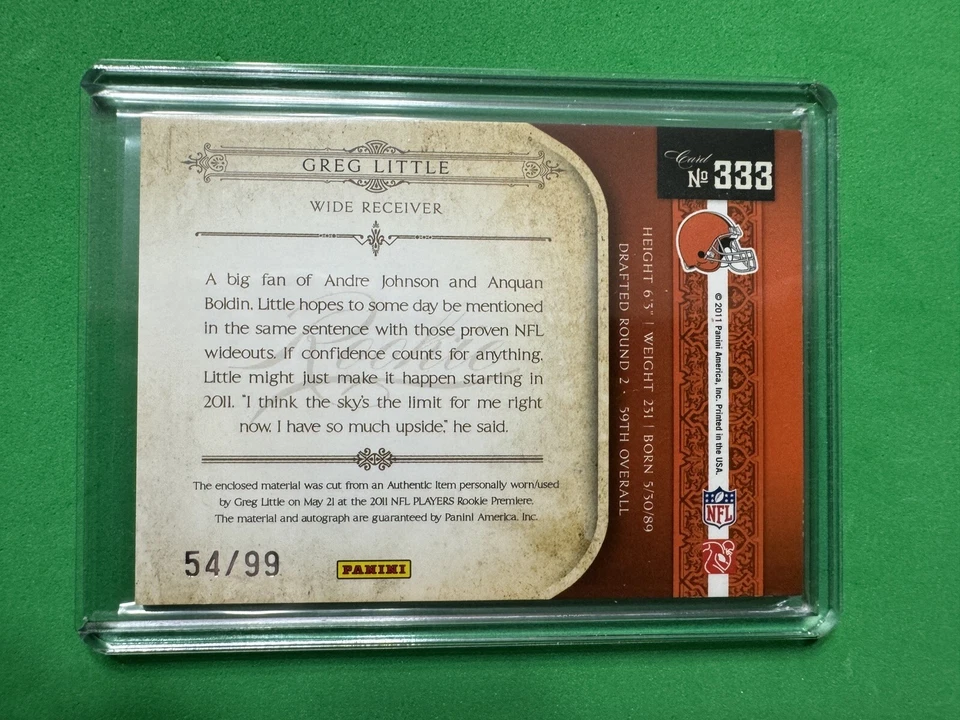 GREG LITTLE
WIDE RECEIVER
A big fan of Andre Johnson and Anquan
Boldin. Little hopes to some day be mentioned
in the same sentence with those proven NFL
wideouts. If confidence counts for anything,
Little might just make it happen starting in
2011. "I think the sky's the limit for me right
now. I have so much upside," he said.
Rookie
The enclosed material was cut from an Authentic Item personally worn/used
by Greg Little on May 21 at the 2011 NFL PLAYERS Rookie Premiere.
The material and autograph are guaranteed by Panini America, Inc.
54/99
PANINI
Card
No 333
HEIGHT 6'3" | WEIGHT 231 | BORN 5/30/89
DRAFTED ROUND 2 · 59TH OVERALL
© 2011 Panini America, Inc. Printed in the USA.
NFL